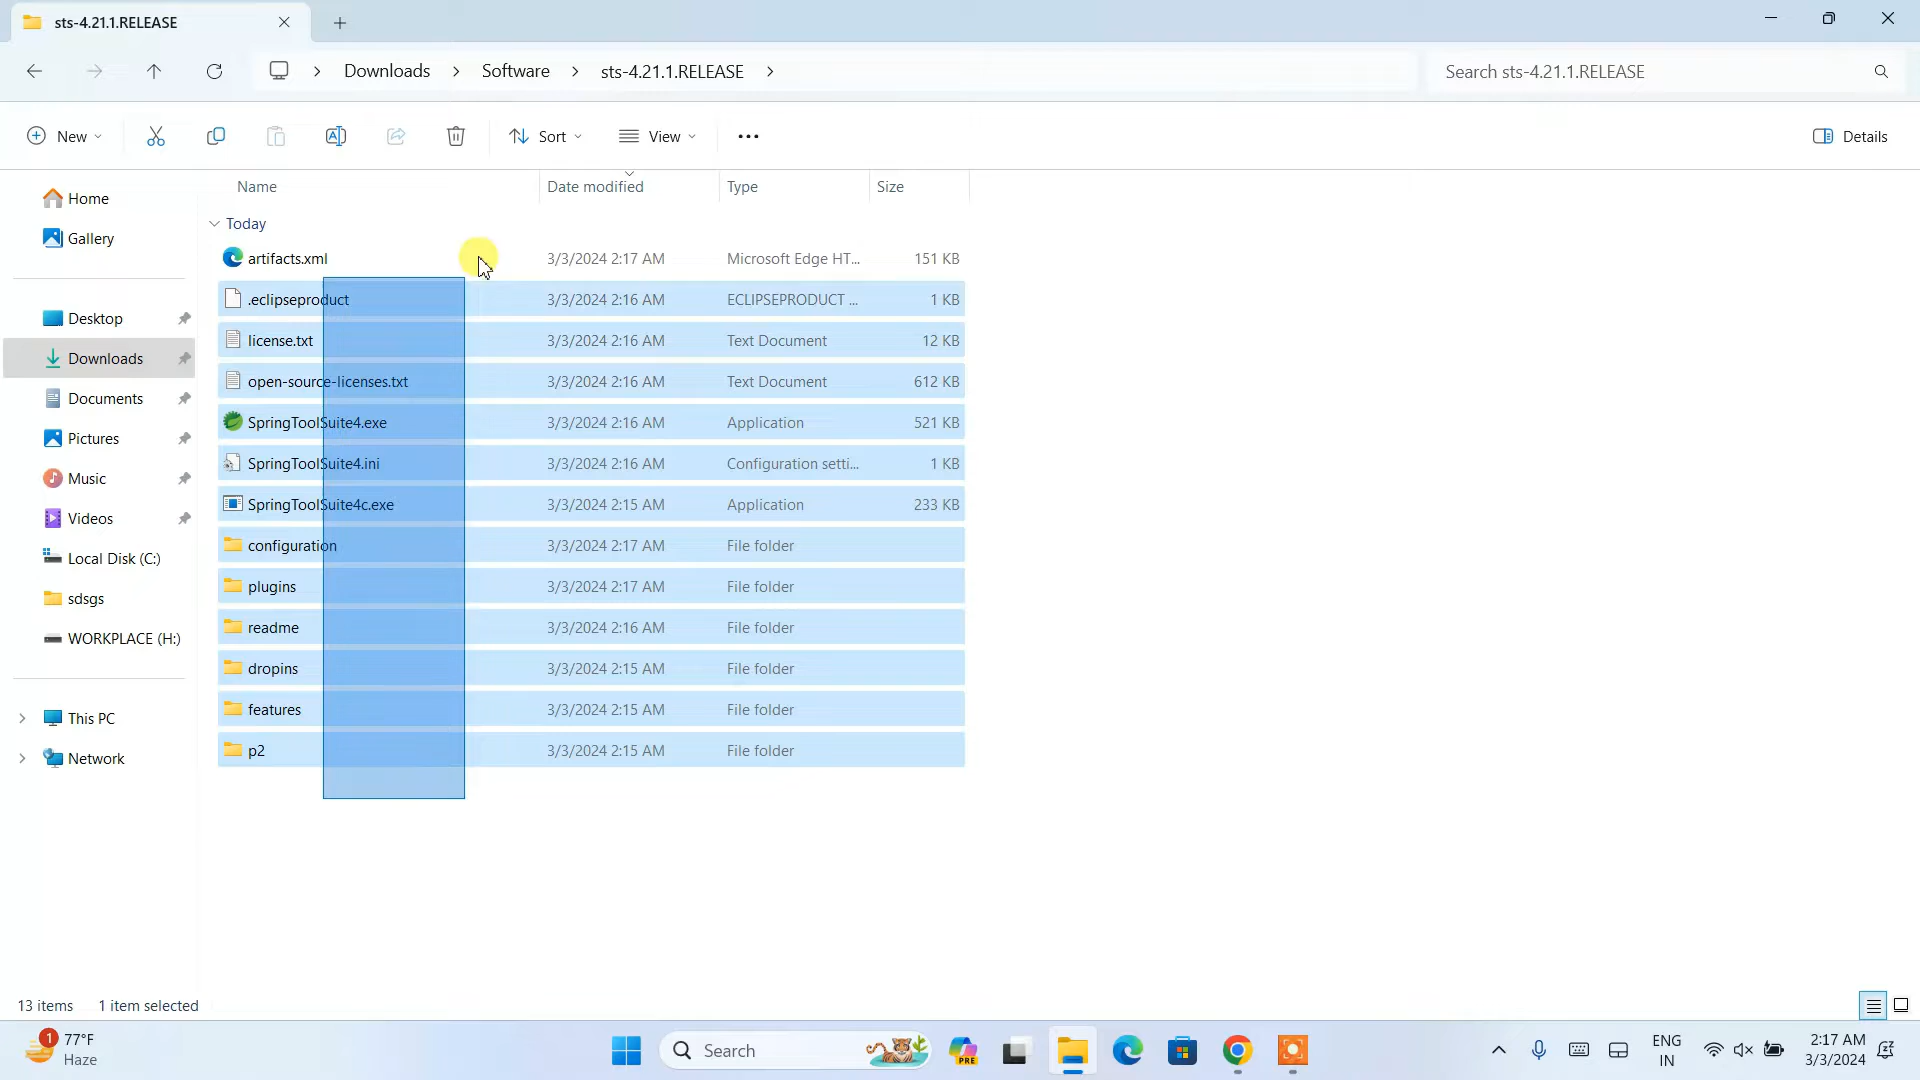 sts-4.21.1.RELEASE
Downloads
Software
sts-4.21.1.RELEASE
Search sts-4.21.1.RELEASE
New
Sort
View
Details
Name
Date modified
Type
Size
Home
Gallery
Desktop
Downloads
Documents
Pictures
Music
Videos
Local Disk (C:)
sdsgs
WORKPLACE (H:)
This PC
Network
Today
artifacts.xml 3/3/2024 2:17 AM Microsoft Edge HT... 151 KB
.eclipseproduct 3/3/2024 2:16 AM ECLIPSEPRODUCT ... 1 KB
license.txt 3/3/2024 2:16 AM Text Document 12 KB
open-source-licenses.txt 3/3/2024 2:16 AM Text Document 612 KB
SpringToolSuite4.exe 3/3/2024 2:16 AM Application 521 KB
SpringToolSuite4.ini 3/3/2024 2:16 AM Configuration setti... 1 KB
SpringToolSuite4c.exe 3/3/2024 2:15 AM Application 233 KB
configuration 3/3/2024 2:17 AM File folder
plugins 3/3/2024 2:17 AM File folder
readme 3/3/2024 2:16 AM File folder
dropins 3/3/2024 2:15 AM File folder
features 3/3/2024 2:15 AM File folder
p2 3/3/2024 2:15 AM File folder
13 items 1 item selected
1
77°F
Haze
Search
PRE
ENG
IN
2:17 AM
3/3/2024